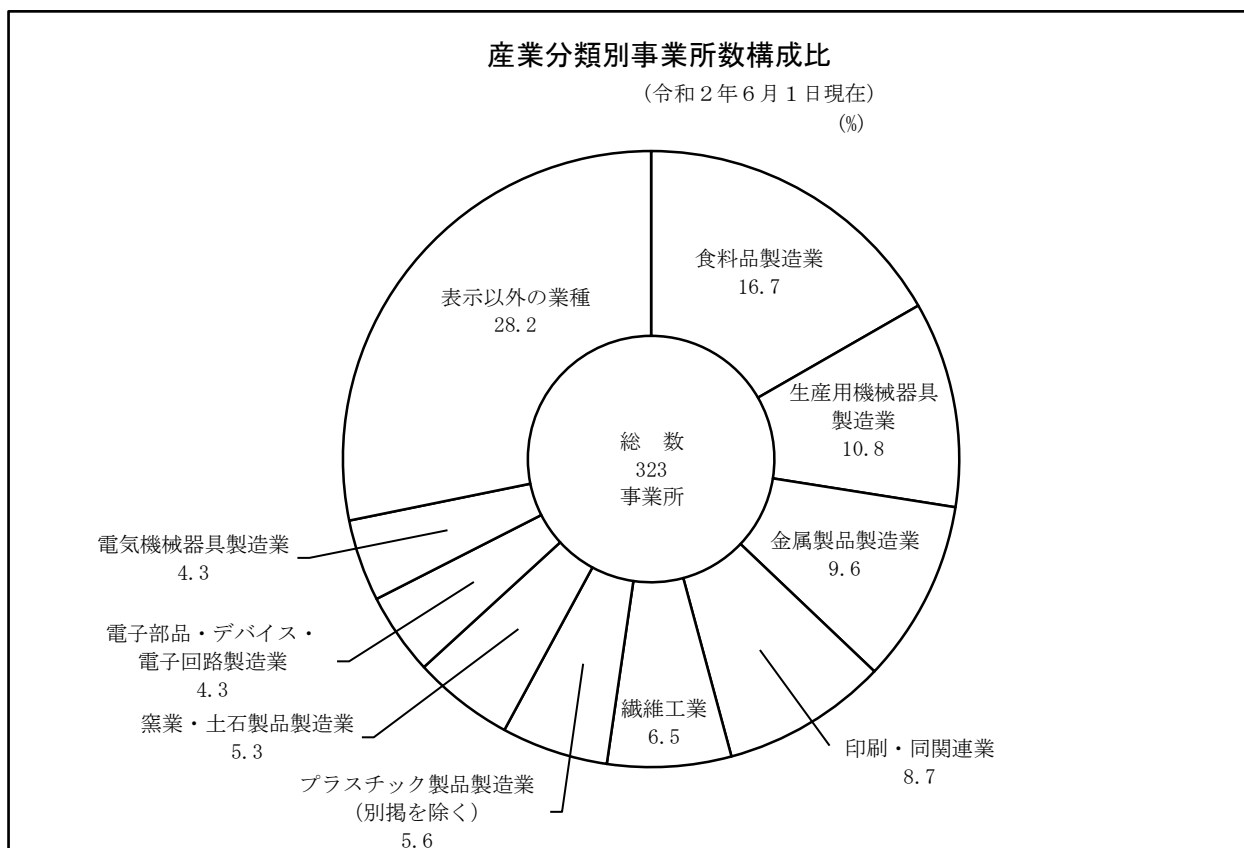 産業分類別事業所数構成比
(令和２年６月１日現在)
(%)
食料品製造業
16.7
生産用機械器具
製造業
10.8
金属製品製造業
9.6
印刷・同関連業
8.7
繊維工業
6.5
プラスチック製品製造業
(別掲を除く)
5.6
窯業・土石製品製造業
5.3
電子部品・デバイス・
電子回路製造業
4.3
電気機械器具製造業
4.3
表示以外の業種
28.2
総　数
323
事業所